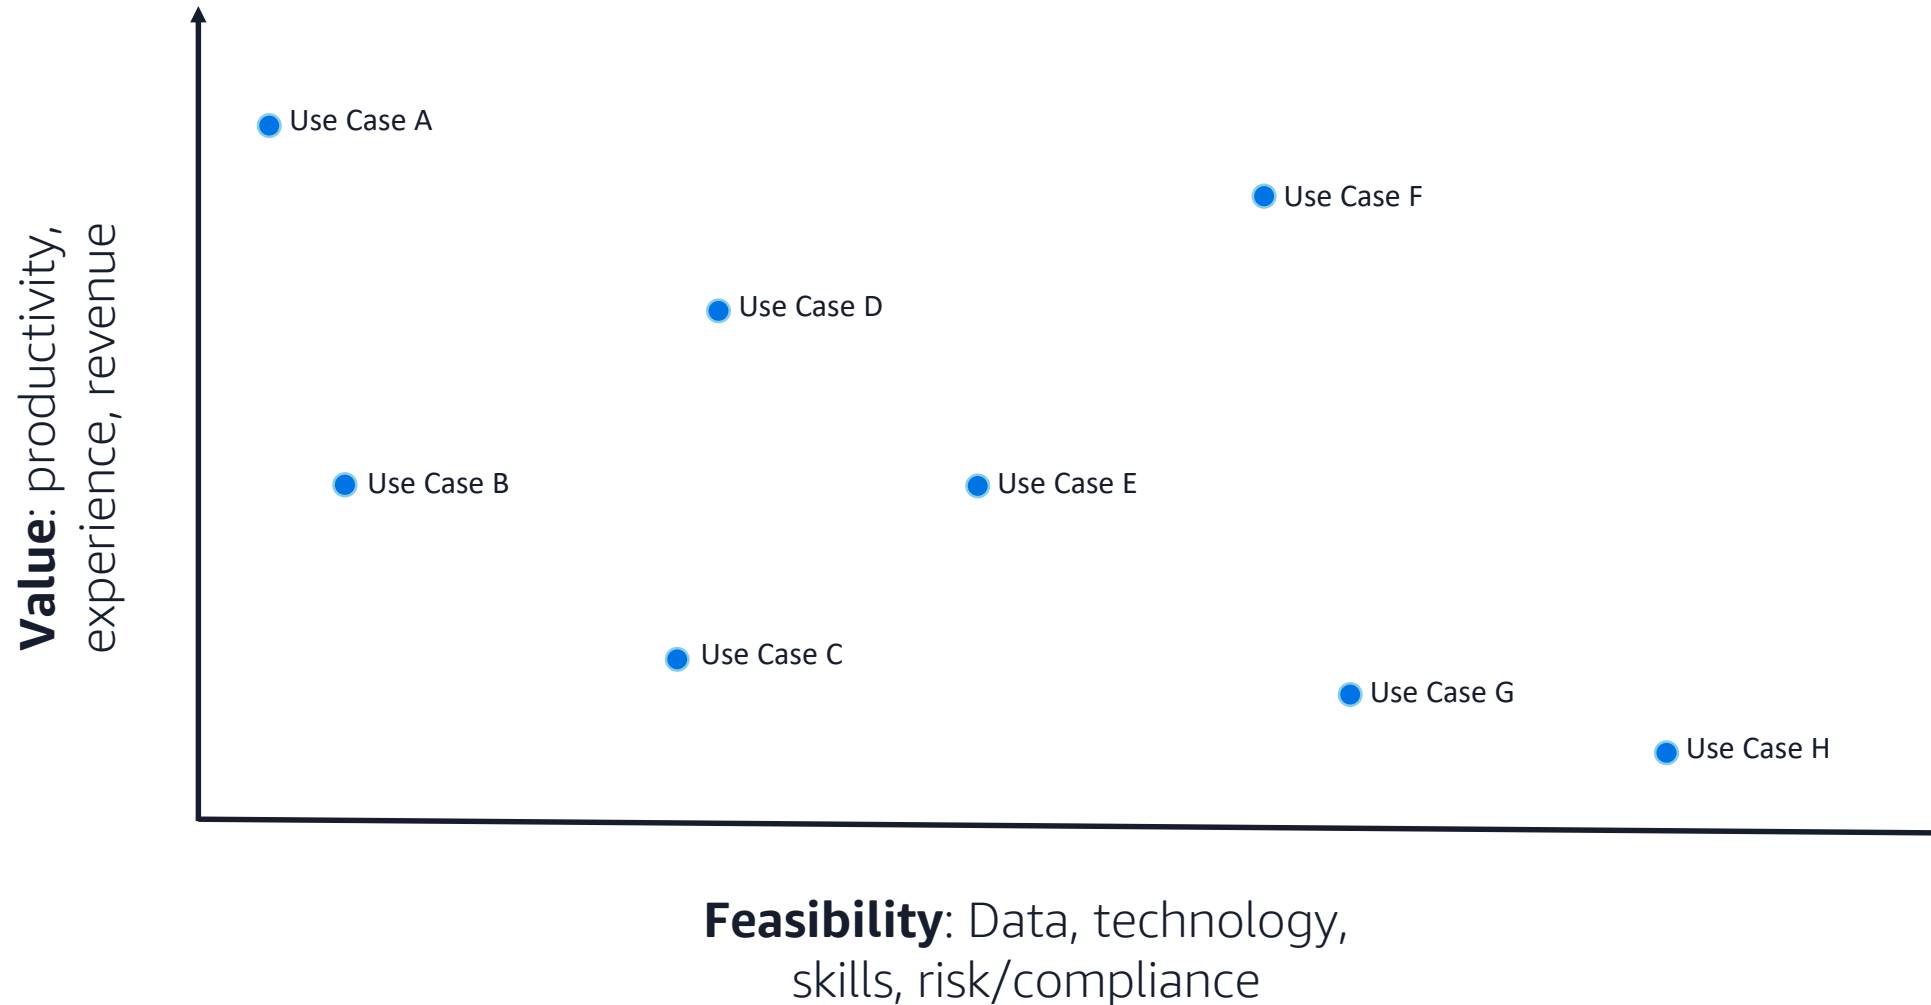 Value: productivity,
experience, revenue
Use Case A
Use Case F
Use Case D
Use Case B
Use Case E
Use Case C
Use Case G
Use Case H
Feasibility: Data, technology,
skills, risk/compliance